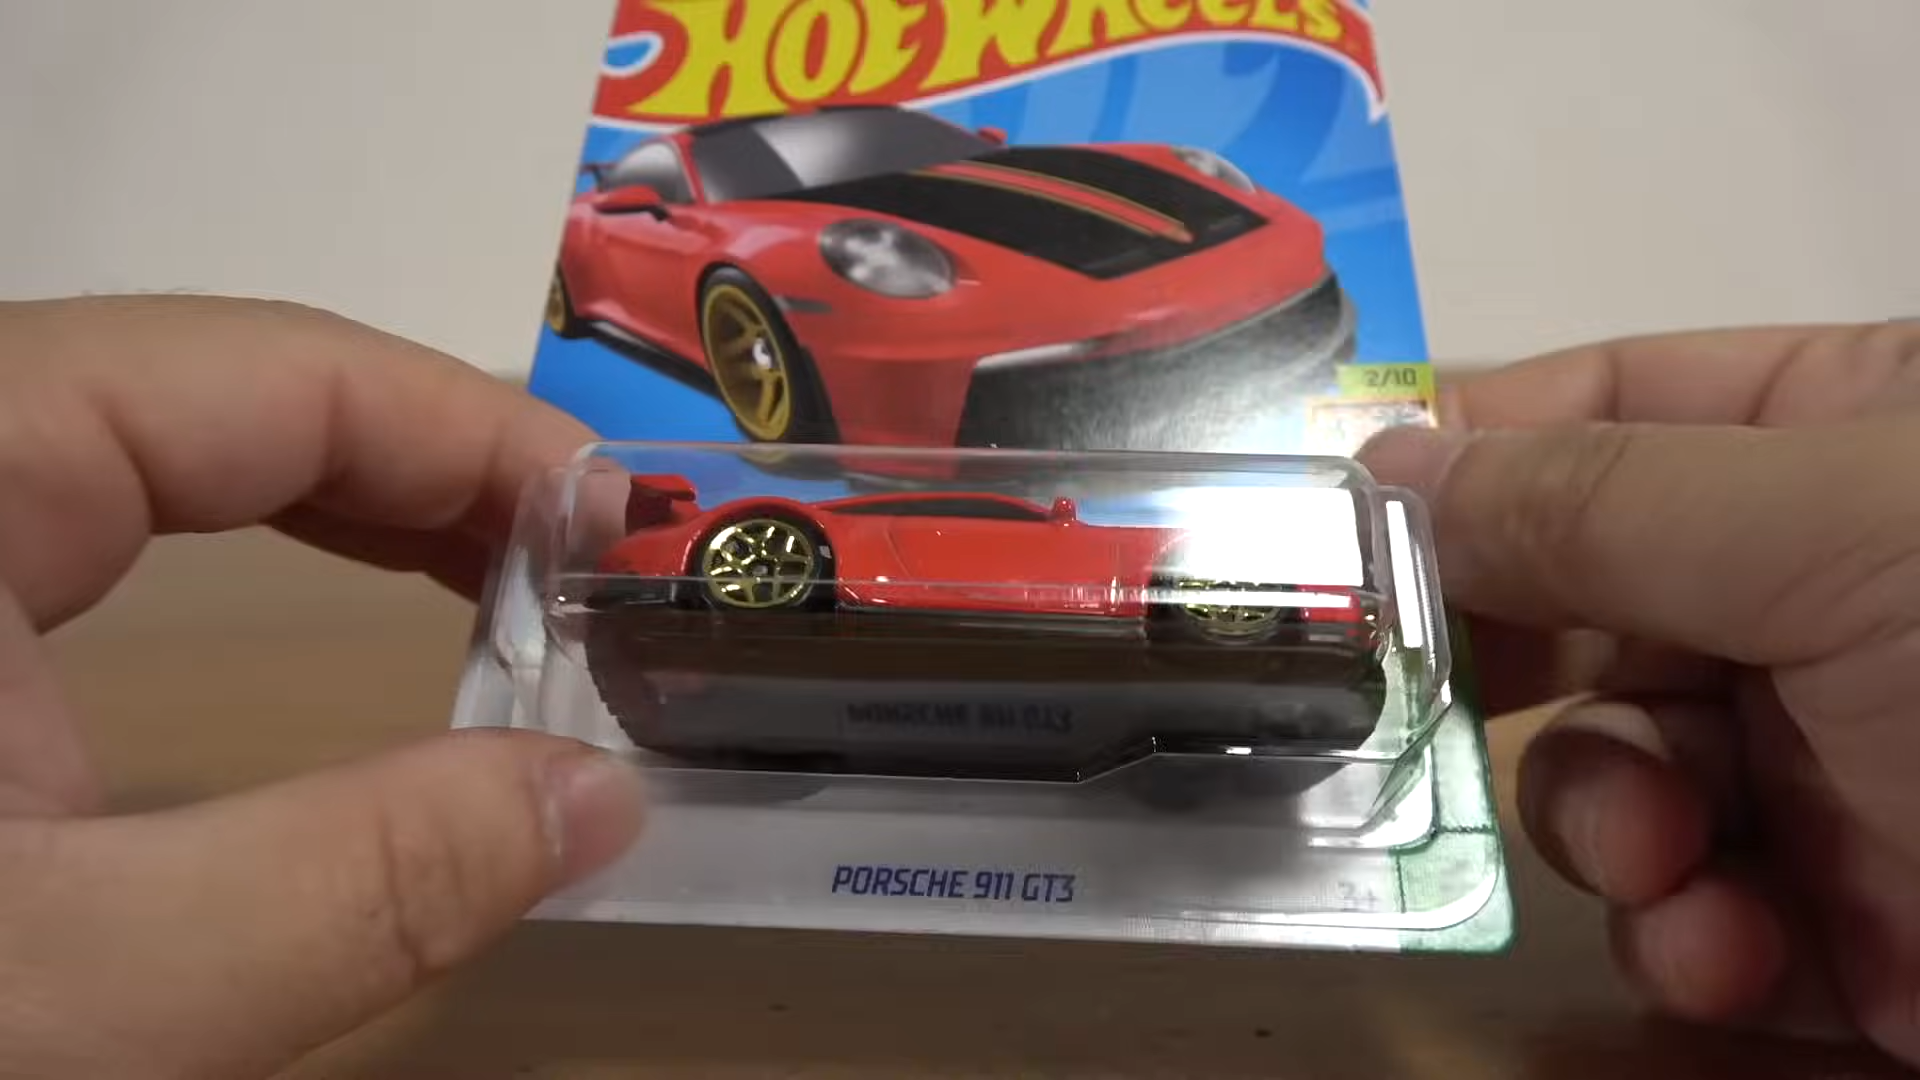 HOT WHEELS
2/10
PORSCHE 911 GT3
PORSCHE 911 GT3
3+